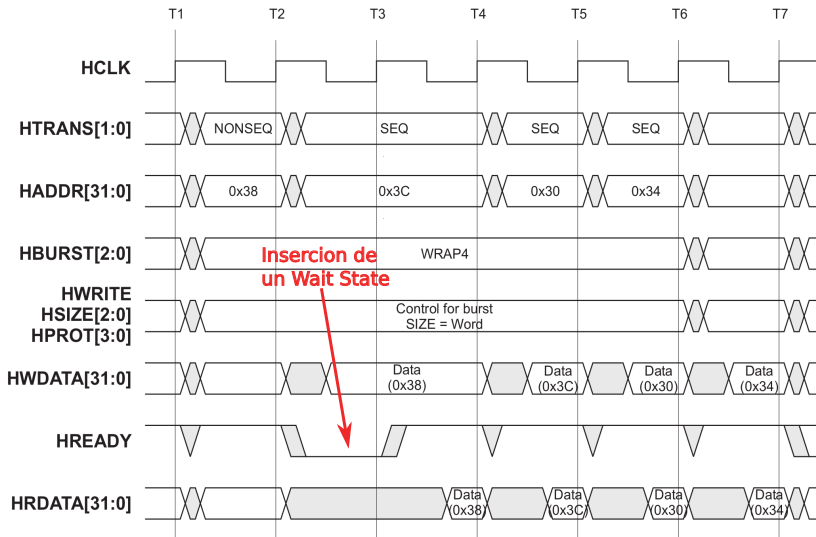 T1 T2 T3 T4 T5 T6 T7
HCLK
HTRANS[1:0] NONSEQ SEQ SEQ SEQ
HADDR[31:0] 0x38 0x3C 0x30 0x34
HBURST[2:0] WRAP4
Insercion de
un Wait State
HWRITE
HSIZE[2:0]
HPROT[3:0]
Control for burst
SIZE = Word
HWDATA[31:0]
Data
(0x38)
Data
(0x3C)
Data
(0x30)
Data
(0x34)
HREADY
HRDATA[31:0]
Data
(0x38)
Data
(0x3C)
Data
(0x30)
Data
(0x34)